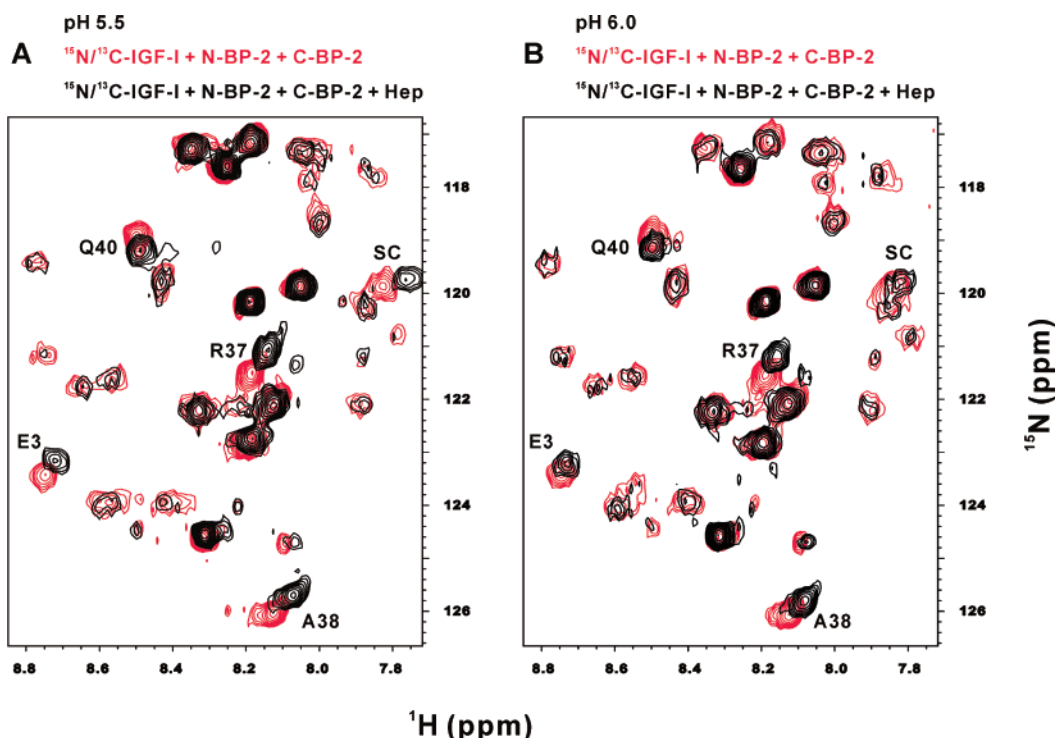 pH 5.5
A ¹⁵N/¹³C-IGF-I + N-BP-2 + C-BP-2
¹⁵N/¹³C-IGF-I + N-BP-2 + C-BP-2 + Hep
pH 6.0
B ¹⁵N/¹³C-IGF-I + N-BP-2 + C-BP-2
¹⁵N/¹³C-IGF-I + N-BP-2 + C-BP-2 + Hep
118
Q40
SC
120
R37
122
E3
124
126
A38
8.8 8.6 8.4 8.2 8.0 7.8
118
Q40
SC
120
R37
122
E3
124
126
A38
8.8 8.6 8.4 8.2 8.0 7.8
¹⁵N (ppm)
¹H (ppm)